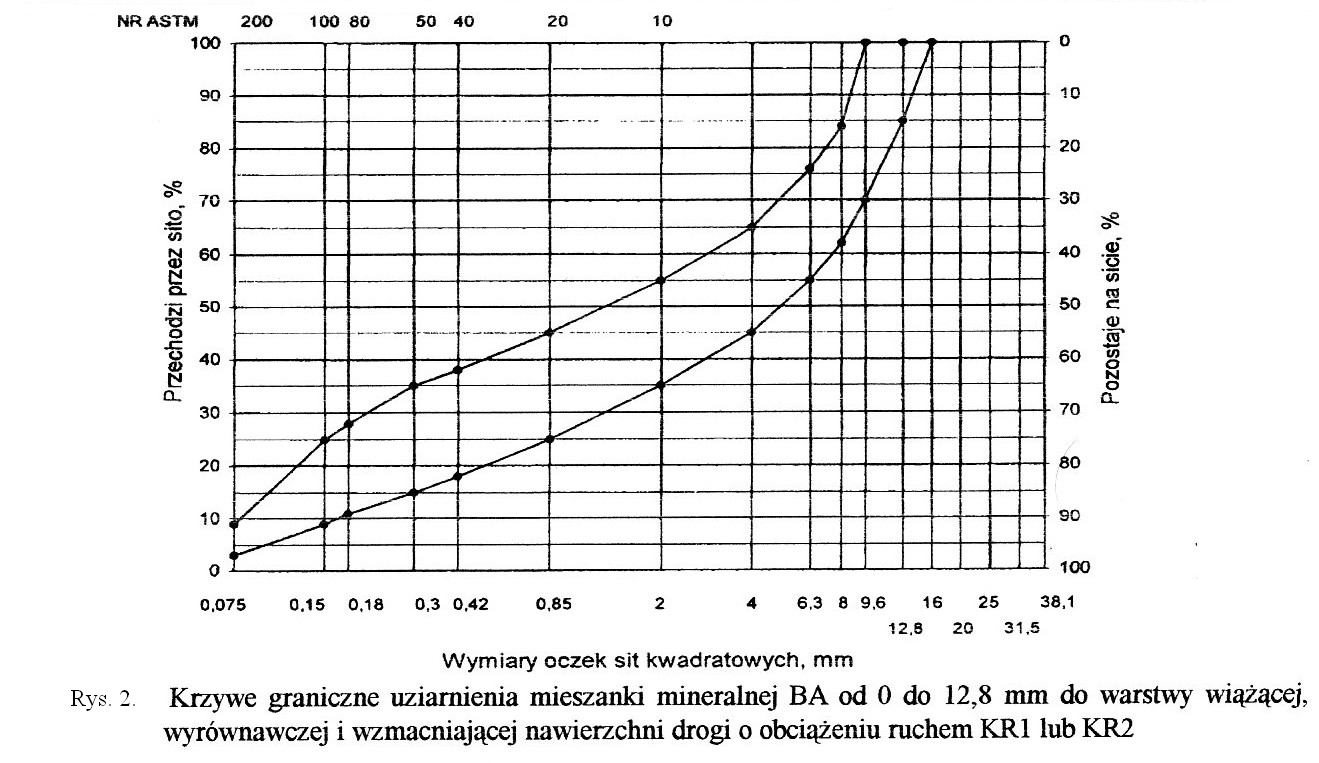 NR ASTM 200 100 80 50 40 20 10
100 0
90 10
80 20
70 30
60 40
50 50
40 60
30 70
20 80
10 90
0 100
Przechodzi przez sito, %
Pozostaje na sicie, %
0,075 0,15 0,18 0,3 0,42 0,85 2 4 6,3 8 9,6 16 25 38,1
12,8 20 31,5
Wymiary oczek sit kwadratowych, mm
Rys. 2. Krzywe graniczne uziarnienia mieszanki mineralnej BA od 0 do 12,8 mm do warstwy wiążącej,
wyrównawczej i wzmacniającej nawierzchni drogi o obciążeniu ruchem KR1 lub KR2